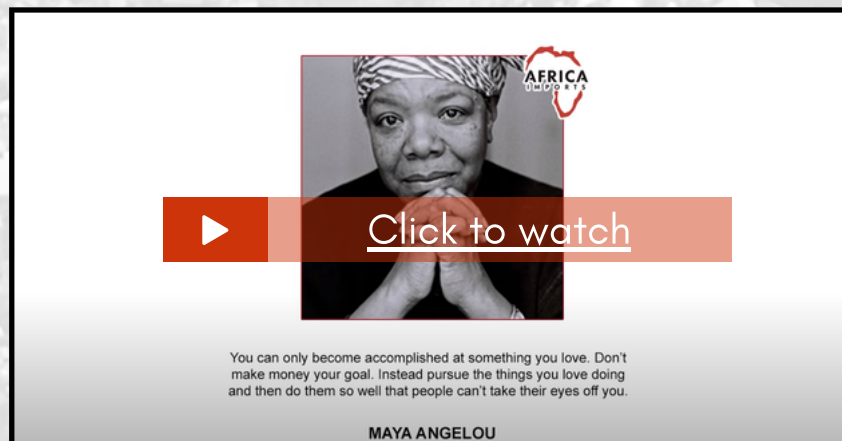 AFRICA
IMPORTS
Click to watch
You can only become accomplished at something you love. Don't
make money your goal. Instead pursue the things you love doing
and then do them so well that people can't take their eyes off you.
MAYA ANGELOU